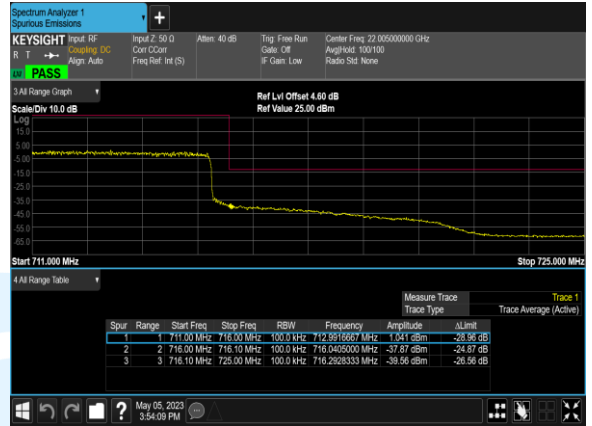 Spectrum Analyzer 1
Spurious Emissions
KEYSIGHT Input: RF Input Z: 50 Ω Atten: 40 dB Trig: Free Run Center Freq: 22.005000000 GHz
R T Coupling: DC Corr CCorr Gate: Off Avg|Hold: 100/100
Align: Auto Freq Ref: Int (S) IF Gain: Low Radio Std: None
LW PASS
3 All Range Graph
Ref Lvl Offset 4.60 dB
Scale/Div 10.0 dB Ref Value 25.00 dBm
Log
15.0
5.00
-5.00
-15.0
-25.0
-35.0
-45.0
-55.0
-65.0
Start 711.000 MHz Stop 725.000 MHz
4 All Range Table
Measure Trace Trace 1
Trace Type Trace Average (Active)
Spur Range Start Freq Stop Freq RBW Frequency Amplitude ΔLimit
1 1 711.00 MHz 716.00 MHz 100.0 kHz 712.9916667 MHz 1.041 dBm -28.96 dB
2 2 716.00 MHz 716.10 MHz 100.0 kHz 716.0405000 MHz -37.87 dBm -24.87 dB
3 3 716.10 MHz 725.00 MHz 100.0 kHz 716.2928333 MHz -39.56 dBm -26.56 dB
? May 05, 2023
3:54:09 PM